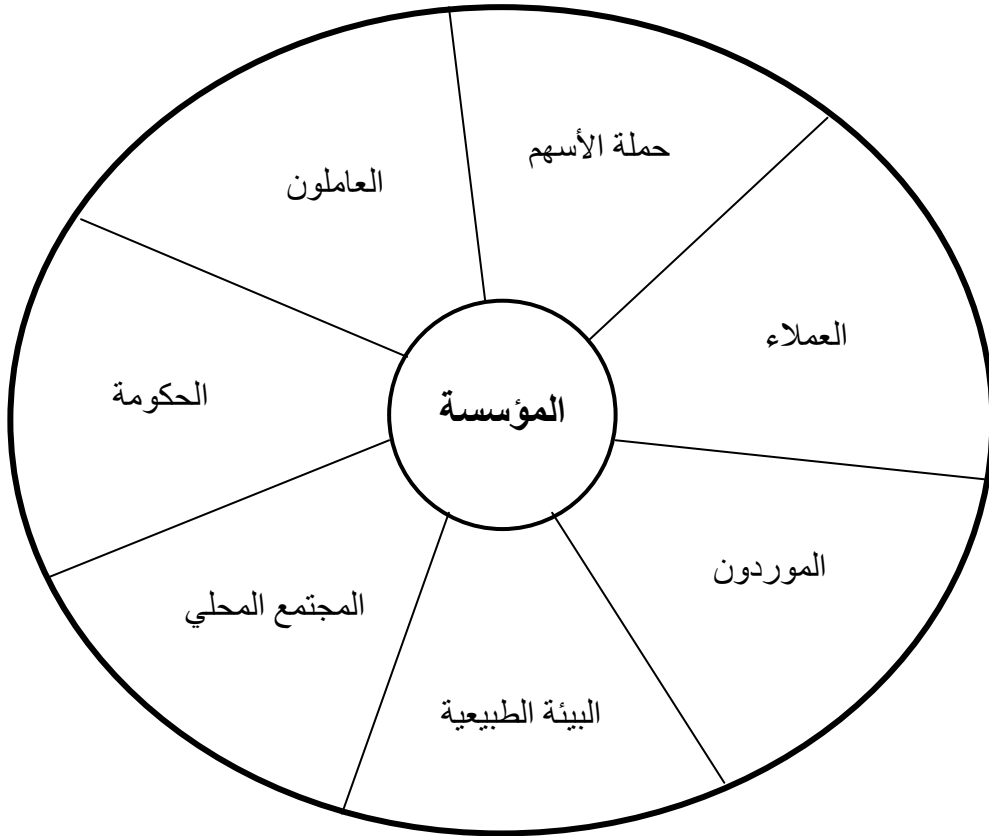 حملة الأسهم
العاملون
العملاء
الحكومة
المؤسسة
الموردون
المجتمع المحلي
البيئة الطبيعية